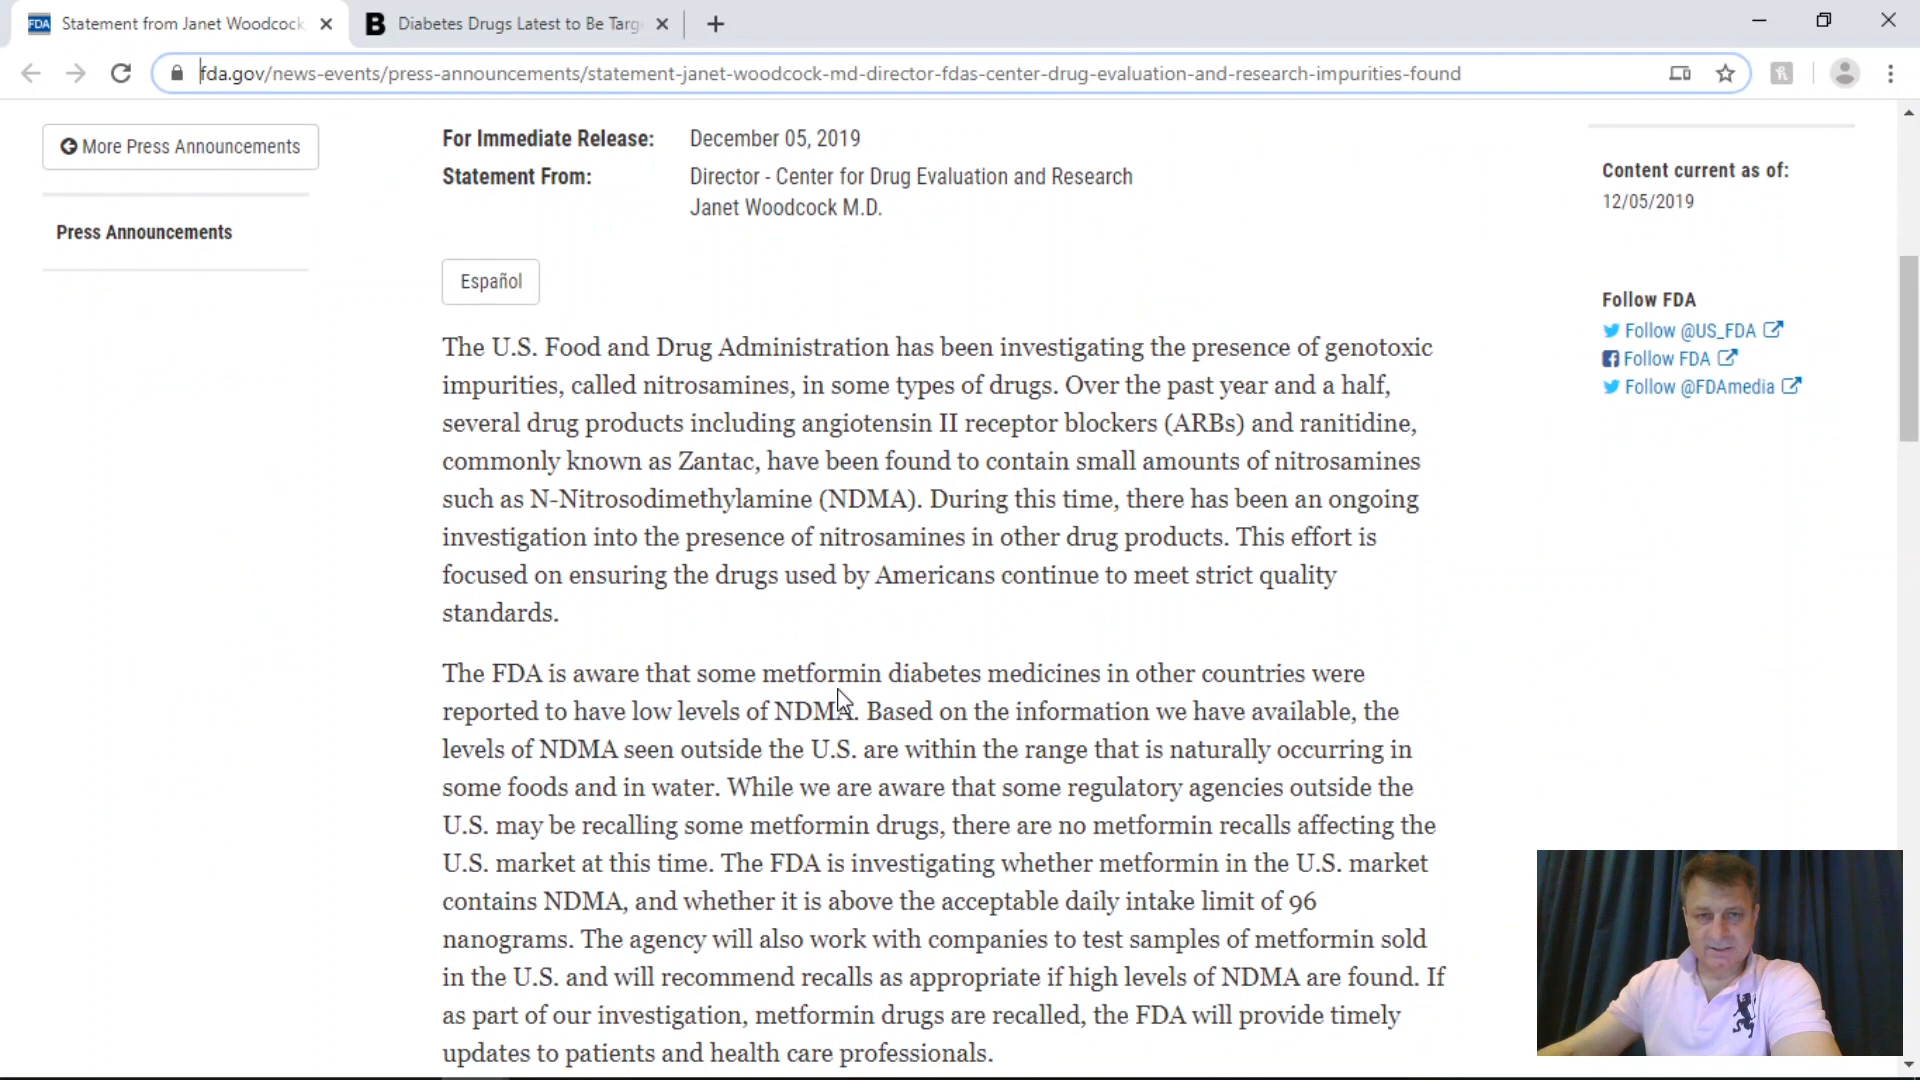 FDA Statement from Janet Woodcock
B Diabetes Drugs Latest to Be Targ
fda.gov/news-events/press-announcements/statement-janet-woodcock-md-director-fdas-center-drug-evaluation-and-research-impurities-found
More Press Announcements
Press Announcements
For Immediate Release: December 05, 2019
Statement From: Director - Center for Drug Evaluation and Research
Janet Woodcock M.D.
Español
The U.S. Food and Drug Administration has been investigating the presence of genotoxic
impurities, called nitrosamines, in some types of drugs. Over the past year and a half,
several drug products including angiotensin II receptor blockers (ARBs) and ranitidine,
commonly known as Zantac, have been found to contain small amounts of nitrosamines
such as N-Nitrosodimethylamine (NDMA). During this time, there has been an ongoing
investigation into the presence of nitrosamines in other drug products. This effort is
focused on ensuring the drugs used by Americans continue to meet strict quality
standards.
The FDA is aware that some metformin diabetes medicines in other countries were
reported to have low levels of NDMA. Based on the information we have available, the
levels of NDMA seen outside the U.S. are within the range that is naturally occurring in
some foods and in water. While we are aware that some regulatory agencies outside the
U.S. may be recalling some metformin drugs, there are no metformin recalls affecting the
U.S. market at this time. The FDA is investigating whether metformin in the U.S. market
contains NDMA, and whether it is above the acceptable daily intake limit of 96
nanograms. The agency will also work with companies to test samples of metformin sold
in the U.S. and will recommend recalls as appropriate if high levels of NDMA are found. If
as part of our investigation, metformin drugs are recalled, the FDA will provide timely
updates to patients and health care professionals.
Content current as of:
12/05/2019
Follow FDA
Follow @US_FDA
Follow FDA
Follow @FDAmedia